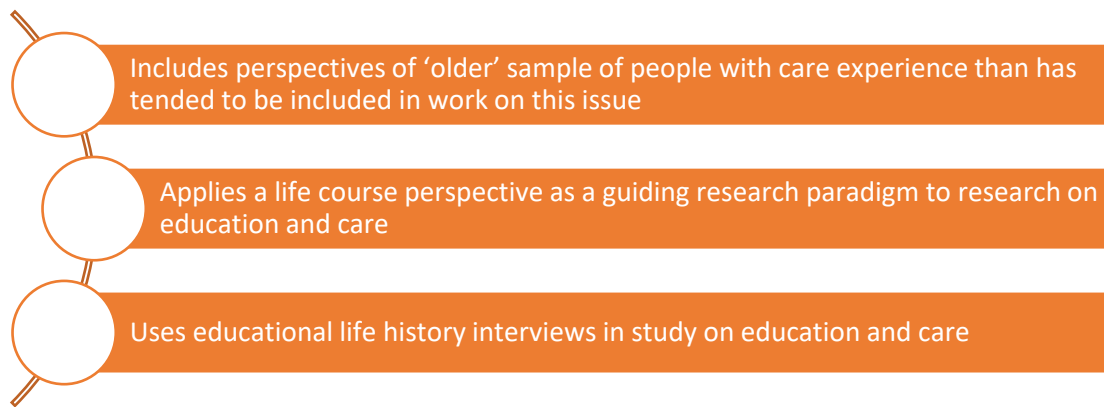 Includes perspectives of ‘older’ sample of people with care experience than has
tended to be included in work on this issue
Applies a life course perspective as a guiding research paradigm to research on
education and care
Uses educational life history interviews in study on education and care